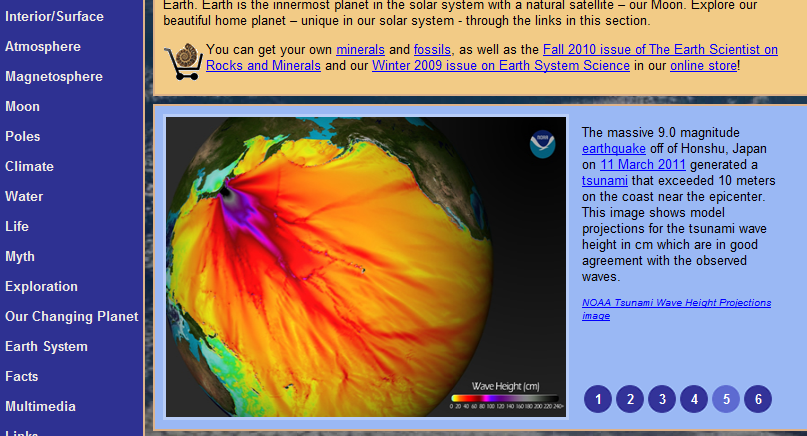 Interior/Surface
Atmosphere
Magnetosphere
Moon
Poles
Climate
Water
Life
Myth
Exploration
Our Changing Planet
Earth System
Facts
Multimedia
Links
Earth. Earth is the innermost planet in the solar system with a natural satellite – our Moon. Explore our
beautiful home planet – unique in our solar system - through the links in this section.
You can get your own minerals and fossils, as well as the Fall 2010 issue of The Earth Scientist on
Rocks and Minerals and our Winter 2009 issue on Earth System Science in our online store!
NOAA
Wave Height (cm)
0 20 40 60 80 100 120 140 160 180 200 220 240+
The massive 9.0 magnitude
earthquake off of Honshu, Japan
on 11 March 2011 generated a
tsunami that exceeded 10 meters
on the coast near the epicenter.
This image shows model
projections for the tsunami wave
height in cm which are in good
agreement with the observed
waves.
NOAA Tsunami Wave Height Projections
image
1 2 3 4 5 6